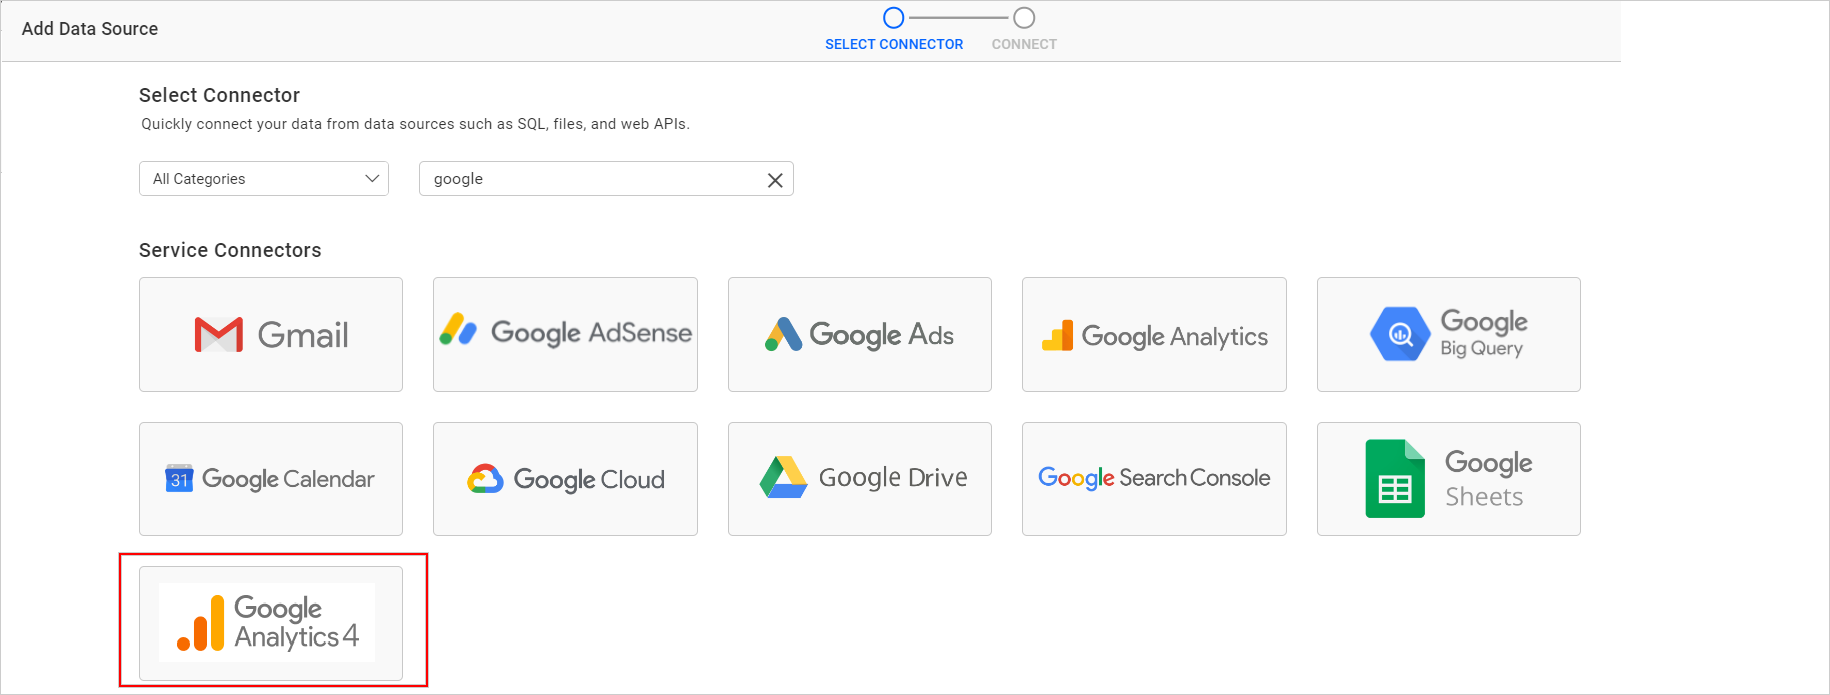 Add Data Source
SELECT CONNECTOR
CONNECT
Select Connector
Quickly connect your data from data sources such as SQL, files, and web APIs.
All Categories
google
Service Connectors
Gmail
Google AdSense
Google Ads
Google Analytics
Google
Big Query
31
Google Calendar
Google Cloud
Google Drive
Google Search Console
Google
Sheets
Google
Analytics 4